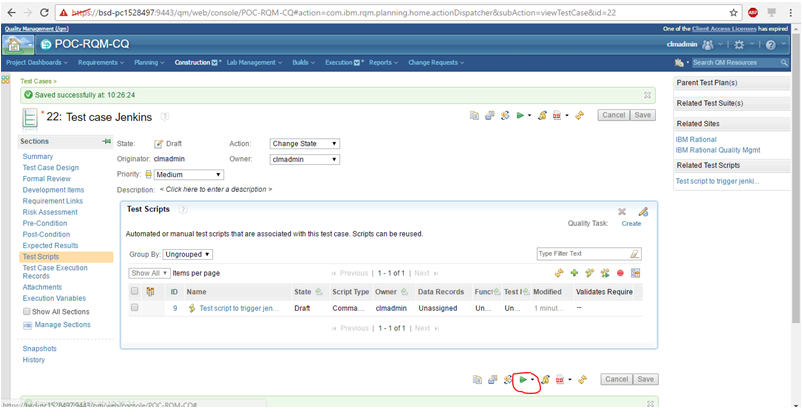 https://bsd-pc1528497:9443/qm/web/console/POC-RQM-CQ#action=com.ibm.rqm.planning.home.actionDispatcher&subAction=viewTestCase&id=22
Quality Management (/qm)
One of the Client Access Licenses has expired
POC-RQM-CQ
clmadmin
Project Dashboards Requirements Planning Construction Lab Management Builds Execution Reports Change Requests
Search QM Resources
Test Cases >
Saved successfully at: 10:26:24
22: Test case Jenkins
Cancel Save
Sections
Summary
Test Case Design
Formal Review
Development Items
Requirement Links
Risk Assessment
Pre-Condition
Post-Condition
Expected Results
Test Scripts
Test Case Execution Records
Attachments
Execution Variables
Show All Sections
Manage Sections
Snapshots
History
State: Draft Action: Change State
Originator: clmadmin Owner: clmadmin
Priority: Medium
Description: < Click here to enter a description >
Test Scripts
Quality Task: Create
Automated or manual test scripts that are associated with this test case. Scripts can be reused.
Group By: Ungrouped
Type Filter Text
Show All Items per page
Previous | 1 - 1 of 1 | Next
ID Name State Script Type Owner Data Records Unassigned Modified Validates Require
9 Test script to trigger jen... Draft Comma... clmadmin Unassigned Un... Un... 1 minut... --
Previous | 1 - 1 of 1 | Next
Cancel Save
Parent Test Plan(s)
Related Test Suite(s)
Related Sites
IBM Rational
IBM Rational Quality Mgmt
Related Test Scripts
Test script to trigger jenki...
https://bsd-pc1528497:9443/qm/web/console/POC-RQM-CQ#